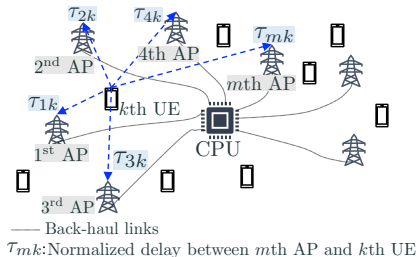 τ2k
τ4k
τmk
2nd AP
4th AP
mth AP
τ1k
kth UE
1st AP
CPU
τ3k
3rd AP
Back-haul links
τmk:Normalized delay between mth AP and kth UE